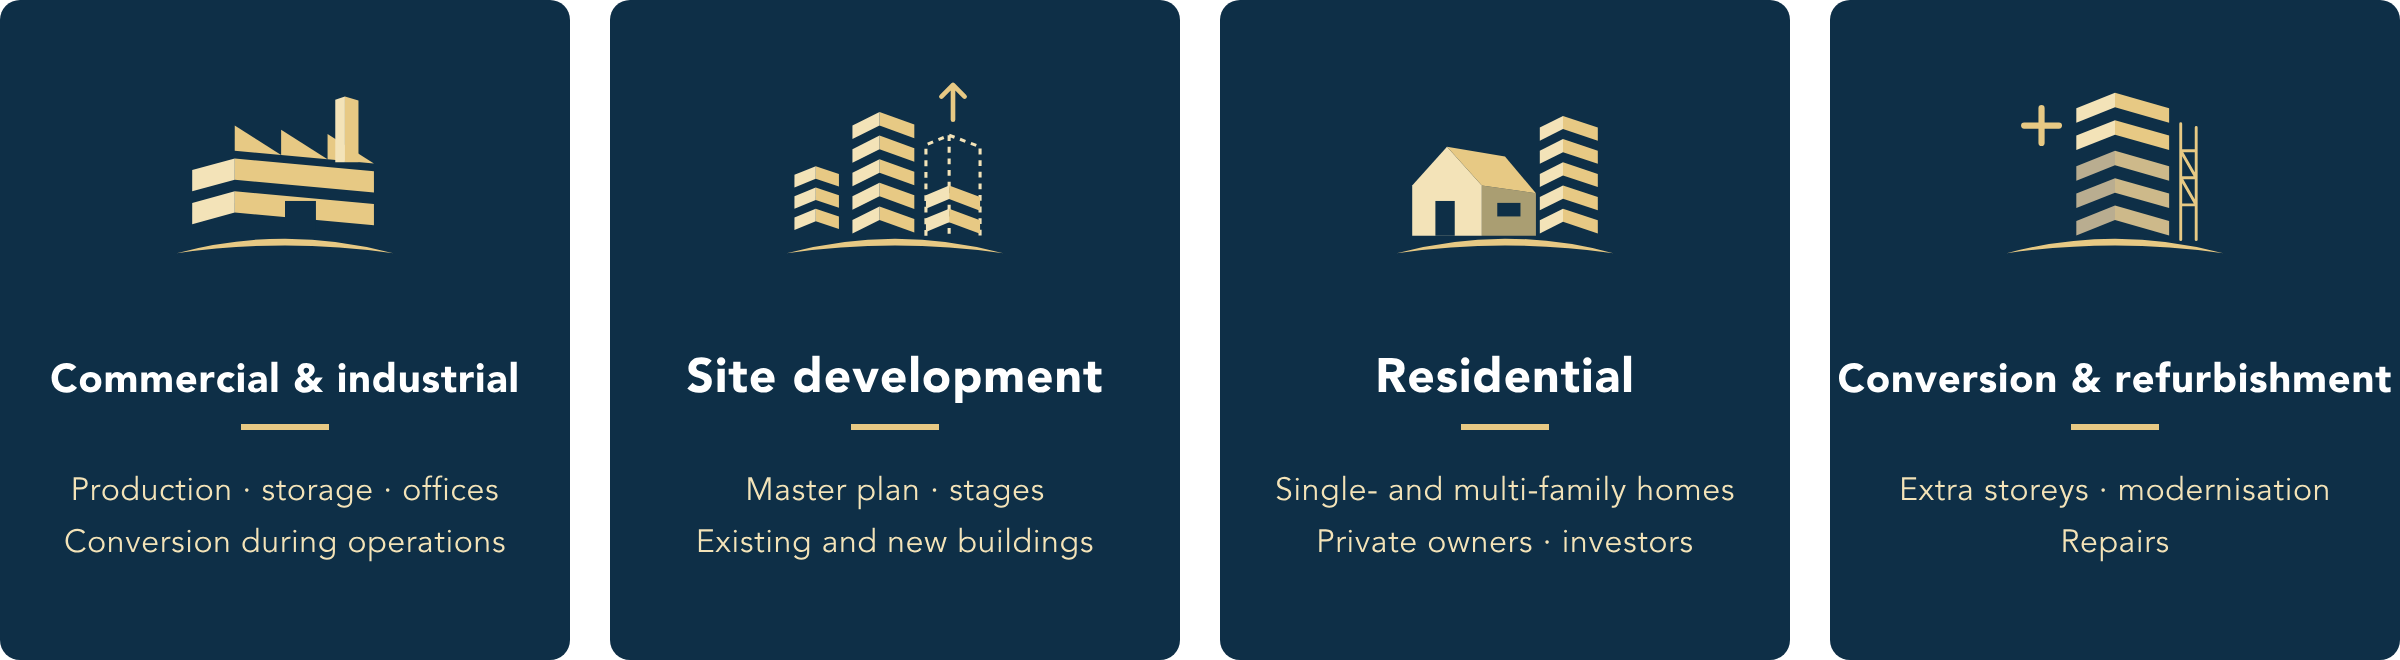 Commercial & industrial
Production · storage · offices
Conversion during operations
Site development
Master plan · stages
Existing and new buildings
Residential
Single- and multi-family homes
Private owners · investors
Conversion & refurbishment
Extra storeys · modernisation
Repairs